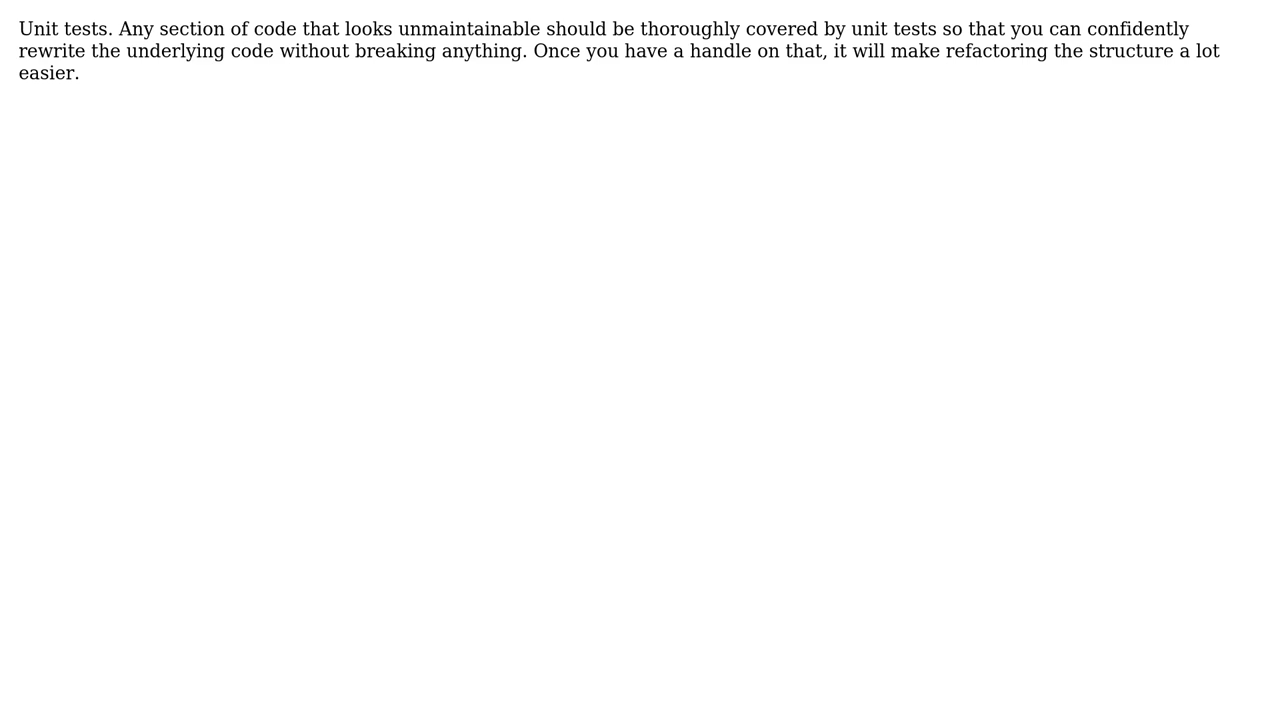 Unit tests. Any section of code that looks unmaintainable should be thoroughly covered by unit tests so that you can confidently
rewrite the underlying code without breaking anything. Once you have a handle on that, it will make refactoring the structure a lot
easier.